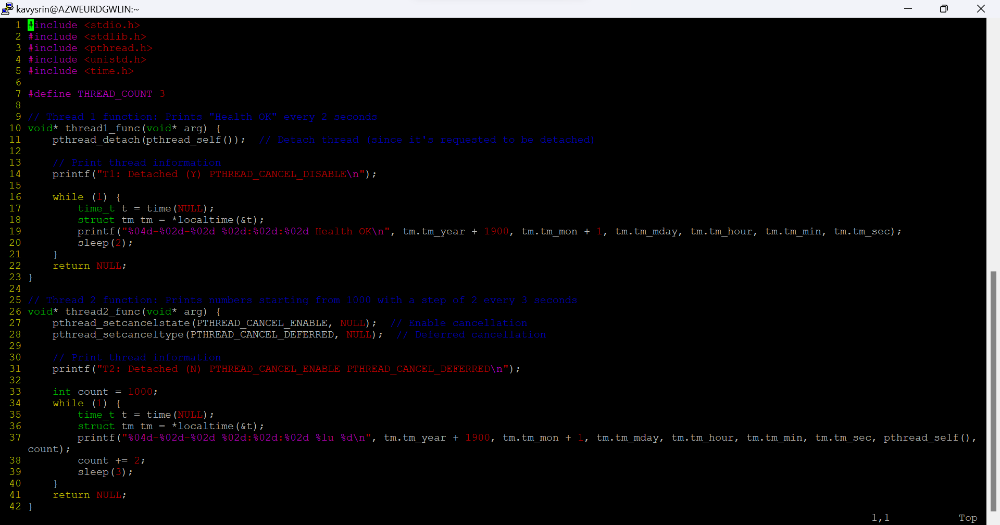 kavysrin@AZWEURDGWLIN:~
1 #include <stdio.h>
2 #include <stdlib.h>
3 #include <pthread.h>
4 #include <unistd.h>
5 #include <time.h>
6
7 #define THREAD_COUNT 3
8
9 // Thread 1 function: Prints "Health OK" every 2 seconds
10 void* thread1_func(void* arg) {
11     pthread_detach(pthread_self());  // Detach thread (since it's requested to be detached)
12
13     // Print thread information
14     printf("T1: Detached (Y) PTHREAD_CANCEL_DISABLE\n");
15
16     while (1) {
17         time_t t = time(NULL);
18         struct tm tm = *localtime(&t);
19         printf("%04d-%02d-%02d %02d:%02d:%02d Health OK\n", tm.tm_year + 1900, tm.tm_mon + 1, tm.tm_mday, tm.tm_hour, tm.tm_min, tm.tm_sec);
20         sleep(2);
21     }
22     return NULL;
23 }
24
25 // Thread 2 function: Prints numbers starting from 1000 with a step of 2 every 3 seconds
26 void* thread2_func(void* arg) {
27     pthread_setcancelstate(PTHREAD_CANCEL_ENABLE, NULL);  // Enable cancellation
28     pthread_setcanceltype(PTHREAD_CANCEL_DEFERRED, NULL);  // Deferred cancellation
29
30     // Print thread information
31     printf("T2: Detached (N) PTHREAD_CANCEL_ENABLE PTHREAD_CANCEL_DEFERRED\n");
32
33     int count = 1000;
34     while (1) {
35         time_t t = time(NULL);
36         struct tm tm = *localtime(&t);
37         printf("%04d-%02d-%02d %02d:%02d:%02d %lu %d\n", tm.tm_year + 1900, tm.tm_mon + 1, tm.tm_mday, tm.tm_hour, tm.tm_min, tm.tm_sec, pthread_self(),
count);
38         count += 2;
39         sleep(3);
40     }
41     return NULL;
42 }
1,1 Top